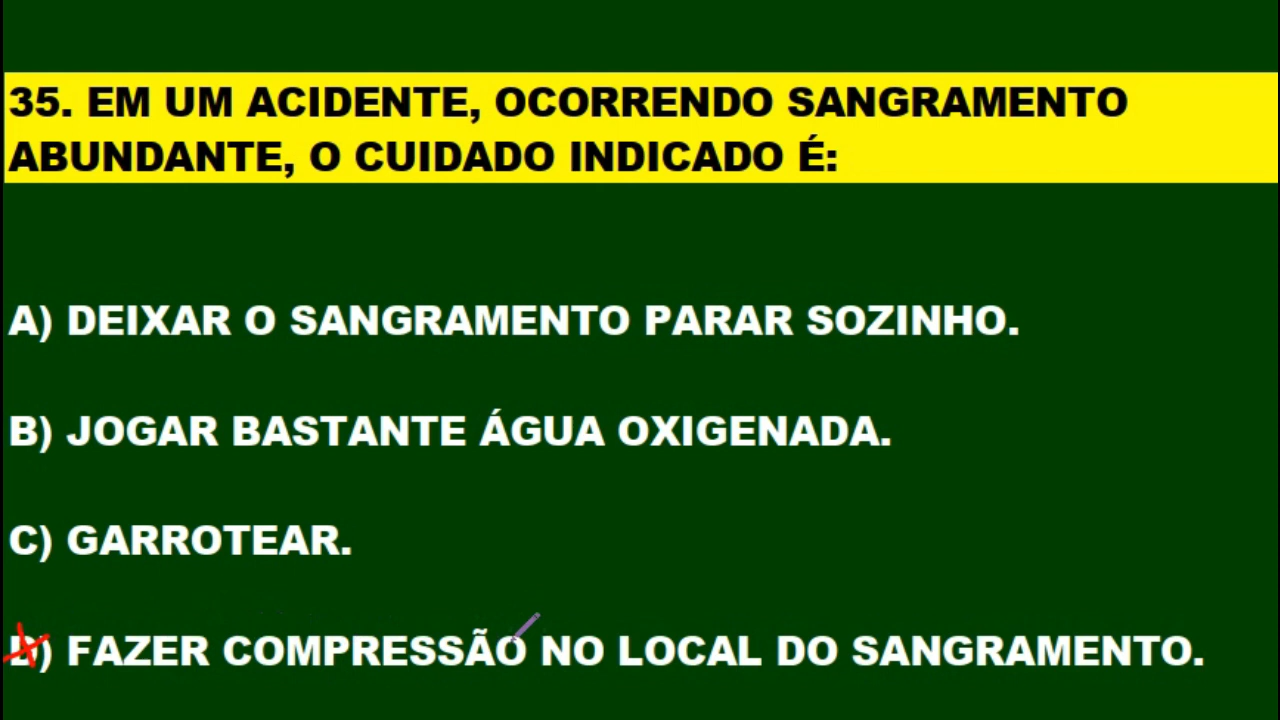 35. EM UM ACIDENTE, OCORRENDO SANGRAMENTO
ABUNDANTE, O CUIDADO INDICADO É:
A) DEIXAR O SANGRAMENTO PARAR SOZINHO.
B) JOGAR BASTANTE ÁGUA OXIGENADA.
C) GARROTEAR.
D) FAZER COMPRESSÃO NO LOCAL DO SANGRAMENTO.